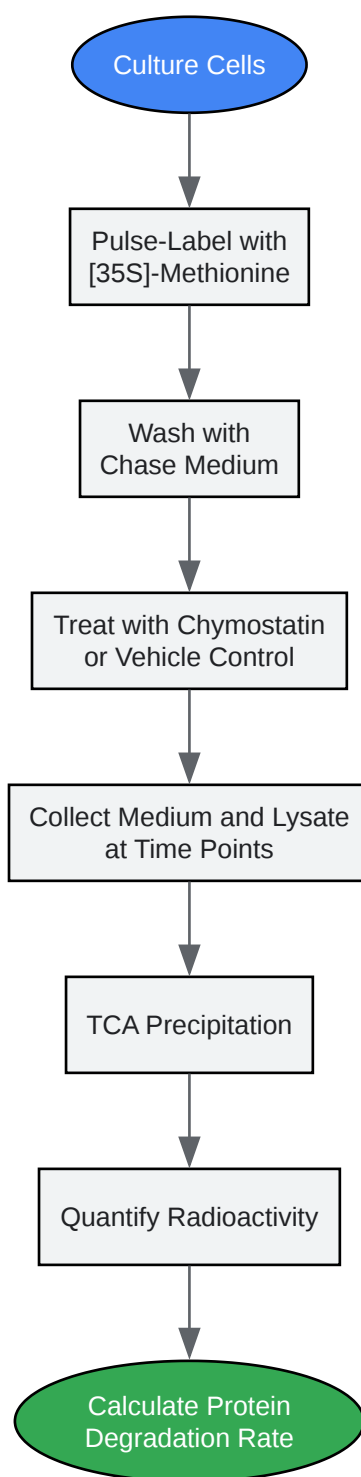 Culture Cells
Pulse-Label with
[35S]-Methionine
Wash with
Chase Medium
Treat with Chymostatin
or Vehicle Control
Collect Medium and Lysate
at Time Points
TCA Precipitation
Quantify Radioactivity
Calculate Protein
Degradation Rate